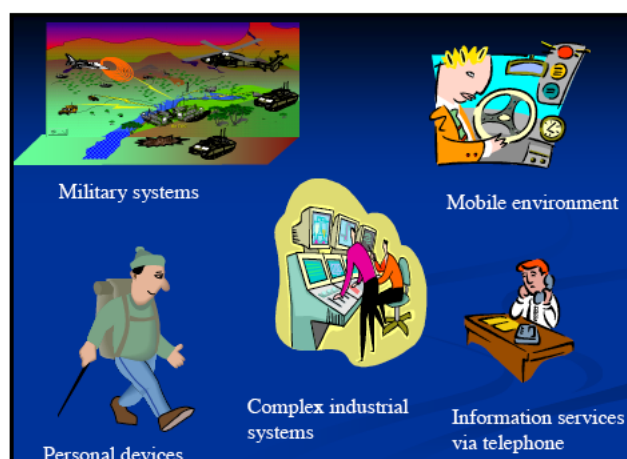 Military systems
Mobile environment
Complex industrial
systems
Information services
via telephone
Personal devices